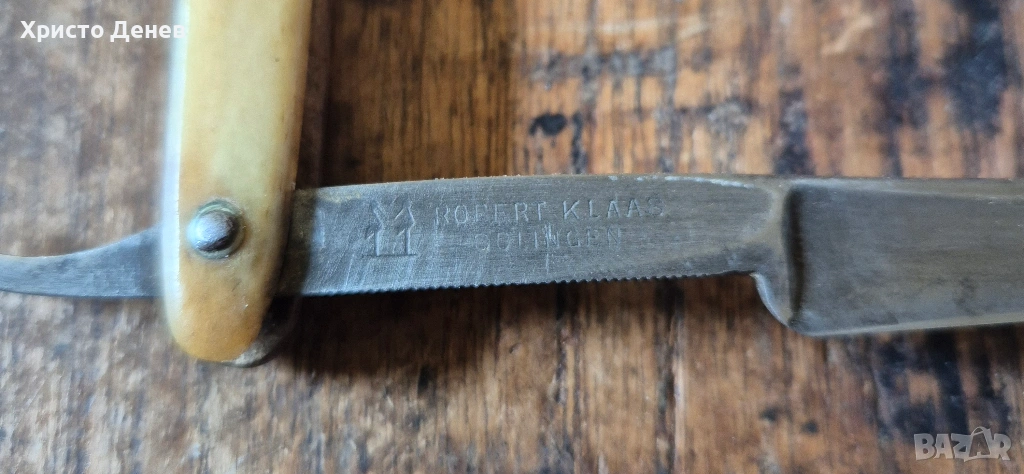 Христо Денев
ROBERT KLAAS
SOLINGEN
BAZAR